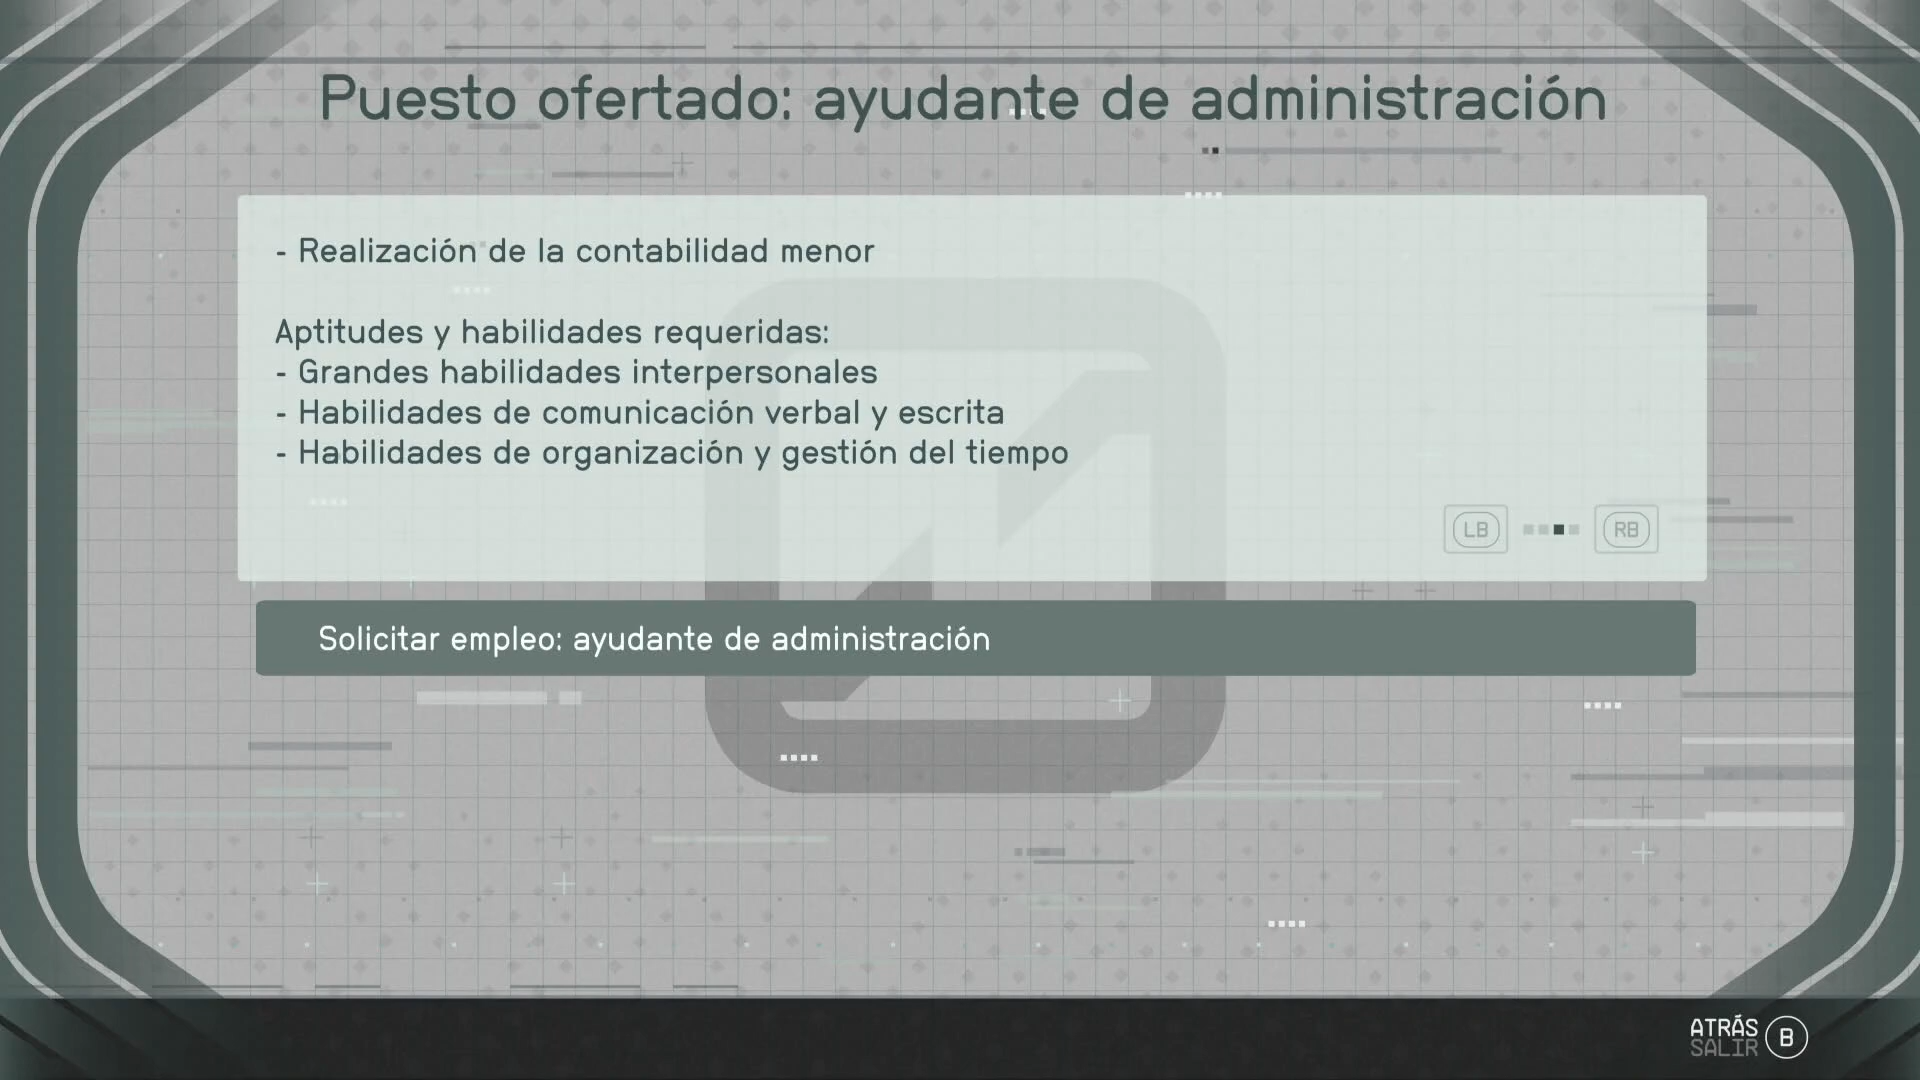 Puesto ofertado: ayudante de administración
- Realización de la contabilidad menor
Aptitudes y habilidades requeridas:
- Grandes habilidades interpersonales
- Habilidades de comunicación verbal y escrita
- Habilidades de organización y gestión del tiempo
LB RB
Solicitar empleo: ayudante de administración
ATRÁS
SALIR B